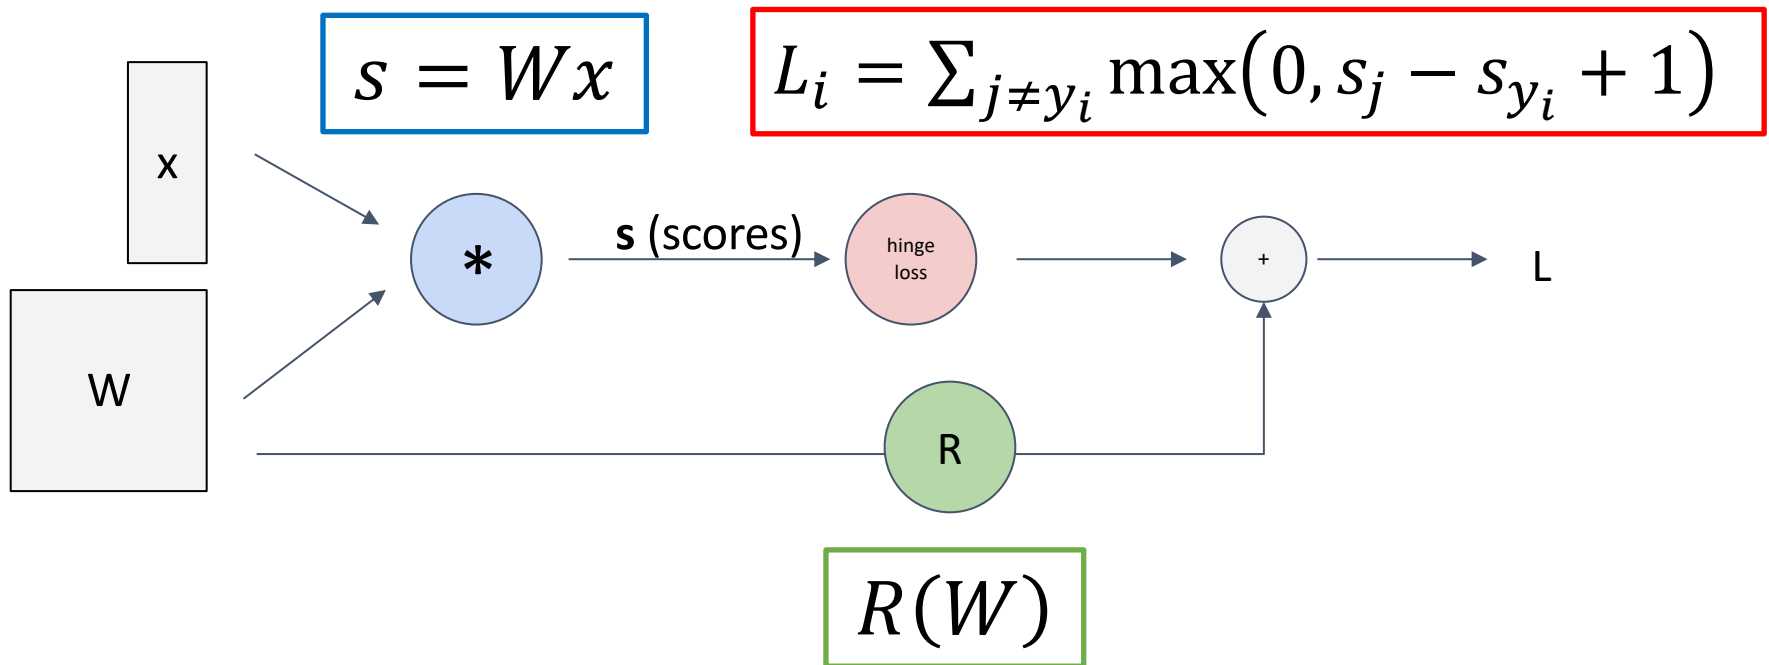 s = Wx
L_i = ∑_{j≠y_i} max(0, s_j − s_{y_i} + 1)
x
*
s (scores)
hinge
loss
+
L
W
R
R(W)